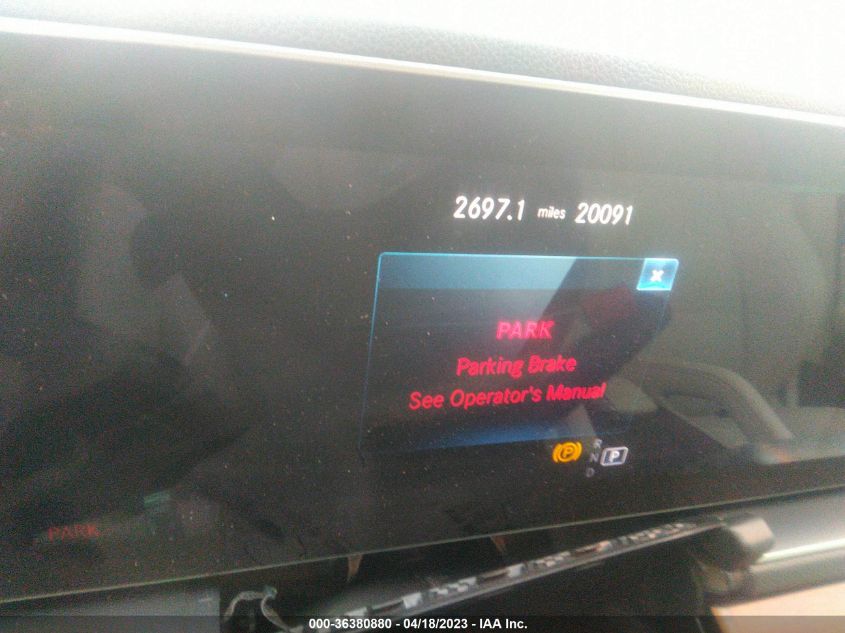 2697.1 miles 20091
PARK
Parking Brake
See Operator's Manual
P R
N P
D
PARK
000-36380880 - 04/18/2023 - IAA Inc.